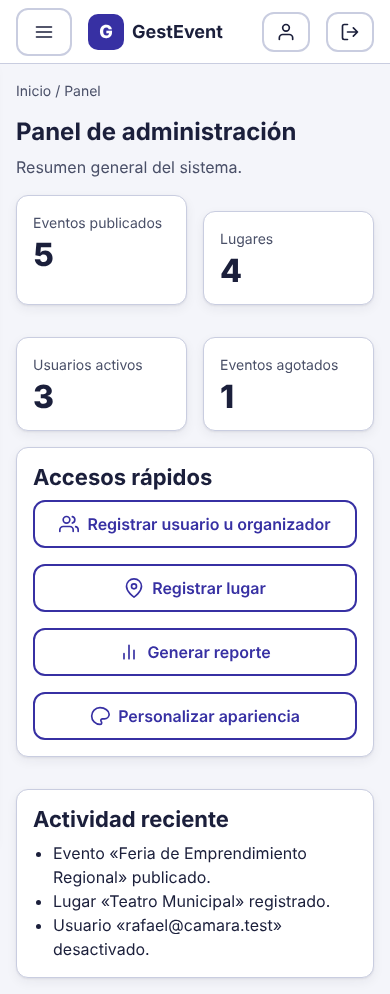 G GestEvent
Inicio / Panel
Panel de administración
Resumen general del sistema.
Eventos publicados
5
Lugares
4
Usuarios activos
3
Eventos agotados
1
Accesos rápidos
Registrar usuario u organizador
Registrar lugar
Generar reporte
Personalizar apariencia
Actividad reciente
• Evento «Feria de Emprendimiento
Regional» publicado.
• Lugar «Teatro Municipal» registrado.
• Usuario «rafael@camara.test»
desactivado.